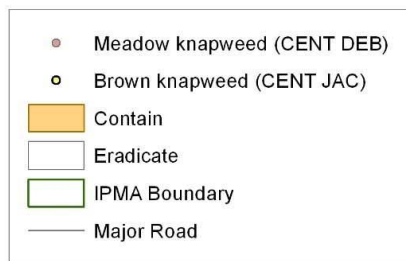 Meadow knapweed (CENT DEB)
Brown knapweed (CENT JAC)
Contain
Eradicate
IPMA Boundary
Major Road